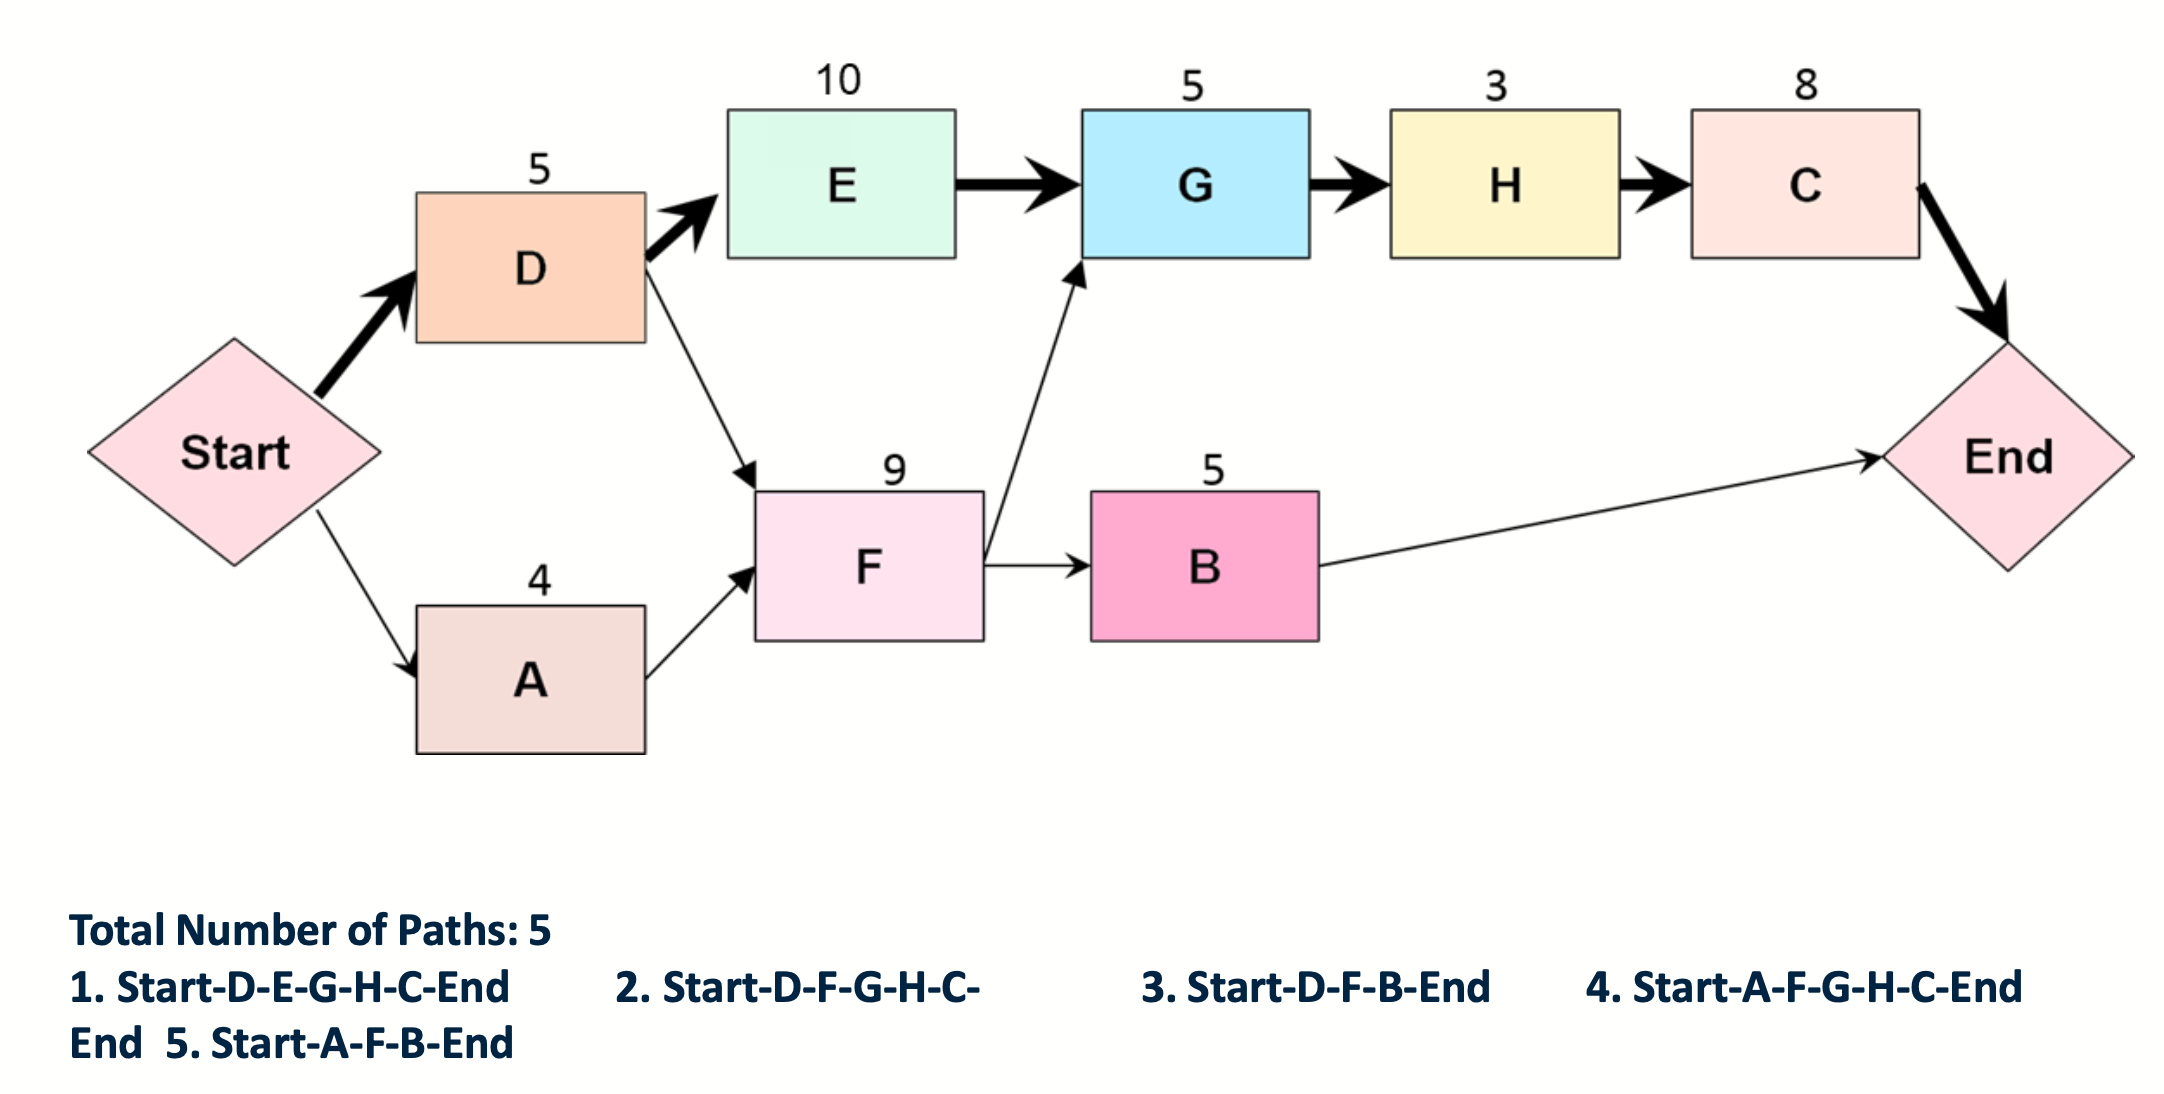 10
5
3
8
5
E
G
H
C
D
Start
9
5
End
4
F
B
A
Total Number of Paths: 5
1. Start-D-E-G-H-C-End 2. Start-D-F-G-H-C- 3. Start-D-F-B-End 4. Start-A-F-G-H-C-End
End 5. Start-A-F-B-End